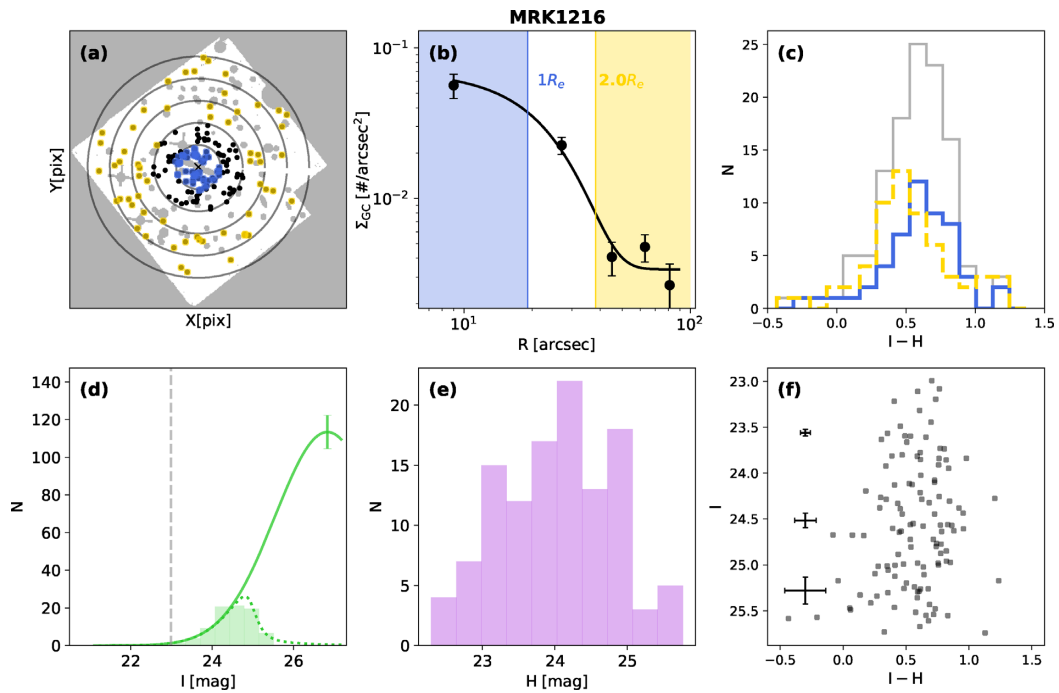 MRK1216
(a)
Y[pix]
X[pix]
(b)
1Rₑ
2.0Rₑ
Σ_GC [#/arcsec²]
10⁻¹
10⁻²
10¹
10²
R [arcsec]
(c)
N
25
20
15
10
5
0
−0.5 0.0 0.5 1.0 1.5
I − H
(d)
N
140
120
100
80
60
40
20
0
22 24 26
I [mag]
(e)
N
20
15
10
5
0
23 24 25
H [mag]
(f)
I
23.0
23.5
24.0
24.5
25.0
25.5
−0.5 0.0 0.5 1.0 1.5
I − H